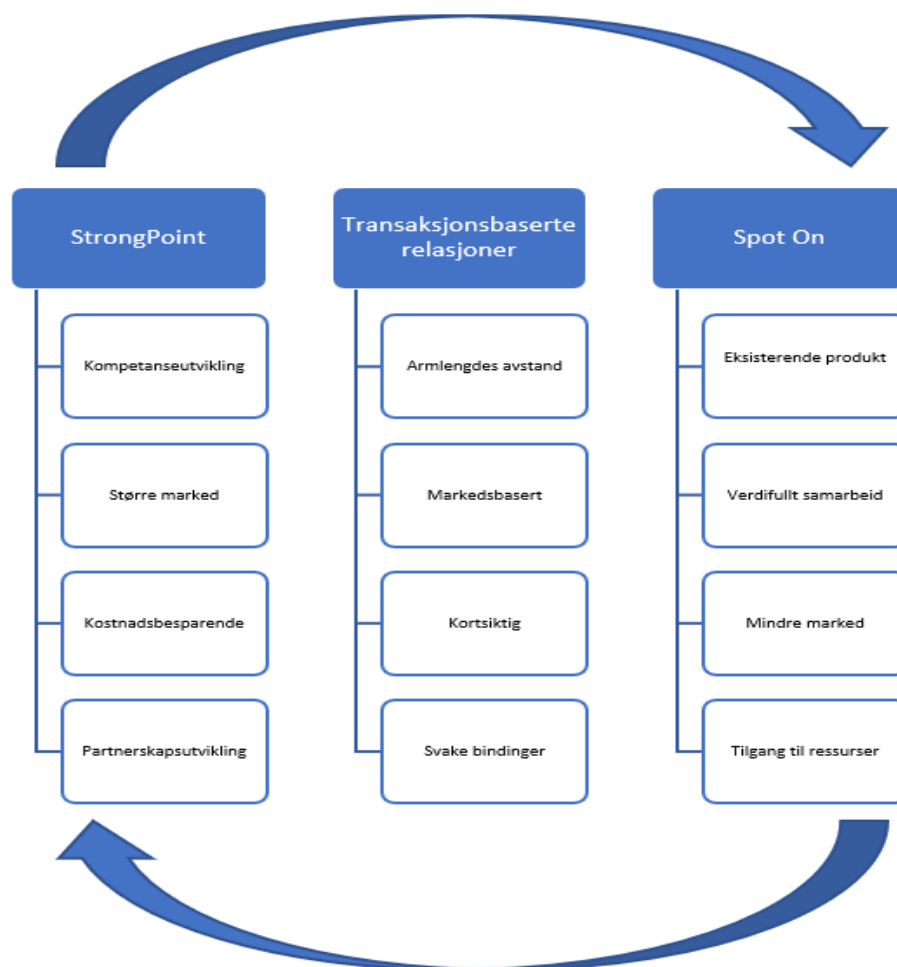 StrongPoint
Kompetanseutvikling
Større marked
Kostnadsbesparende
Partnerskapsutvikling
Transaksjonsbaserte
relasjoner
Armlengdes avstand
Markedsbasert
Kortsiktig
Svake bindinger
Spot On
Eksisterende produkt
Verdifullt samarbeid
Mindre marked
Tilgang til ressurser